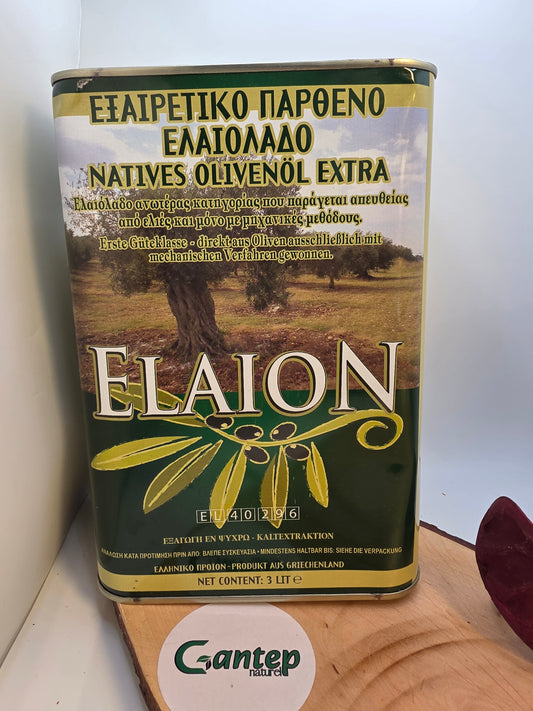 ΕΞΑΙΡΕΤΙΚΟ ΠΑΡΘΕΝΟ
ΕΛΑΙΟΛΑΔΟ
NATIVES OLIVENÖL EXTRA
Ελαιόλαδο ανωτέρας κατηγορίας που παράγεται απευθείας
από ελιές και μόνο με μηχανικές μεθόδους.
Erste Güteklasse - direkt aus Oliven ausschließlich mit
mechanischen Verfahren gewonnen.
ELAION
EL 40 296
ΕΞΑΓΩΓΗ ΕΝ ΨΥΧΡΩ - KALTEXTRAKTION
ΑΝΑΛΩΣΗ ΚΑΤΑ ΠΡΟΤΙΜΗΣΗ ΠΡΙΝ ΑΠΟ: ΒΛΕΠΕ ΣΥΣΚΕΥΑΣΙΑ • MINDESTENS HALTBAR BIS: SIEHE DIE VERPACKUNG
ΕΛΛΗΝΙΚΟ ΠΡΟΪΟΝ - PRODUKT AUS GRIECHENLAND
NET CONTENT: 3 LIT ℮
Gantep
naturel